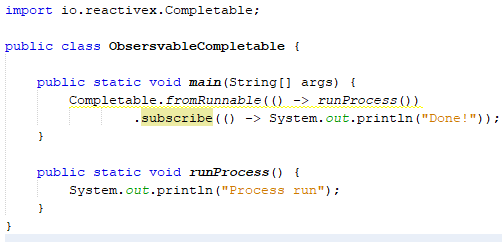 import io.reactivex.Completable;
public class ObsersvableCompletable {
public static void main(String[] args) {
Completable.fromRunnable(() -> runProcess())
.subscribe(() -> System.out.println("Done!"));
}
public static void runProcess() {
System.out.println("Process run");
}
}